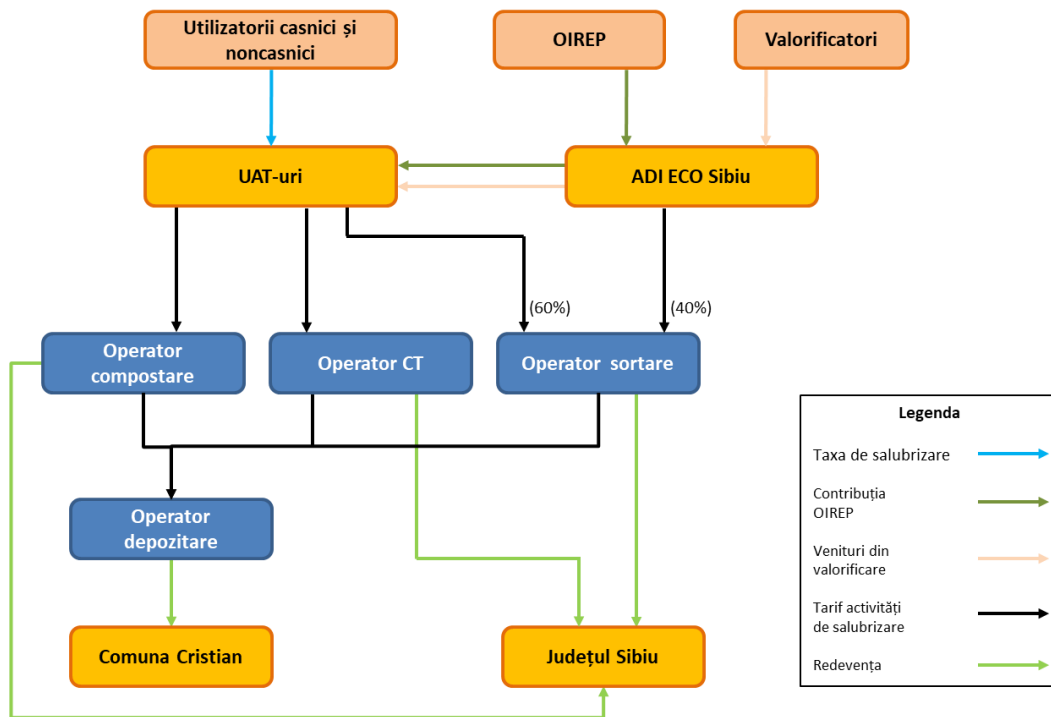 Utilizatorii casnici și
noncasnici
OIREP
Valorificatori
UAT-uri
ADI ECO Sibiu
(60%)
(40%)
Operator
compostare
Operator CT
Operator sortare
Operator
depozitare
Comuna Cristian
Județul Sibiu
Legenda
Taxa de salubrizare
Contribuția
OIREP
Venituri din
valorificare
Tarif activități
de salubrizare
Redevența